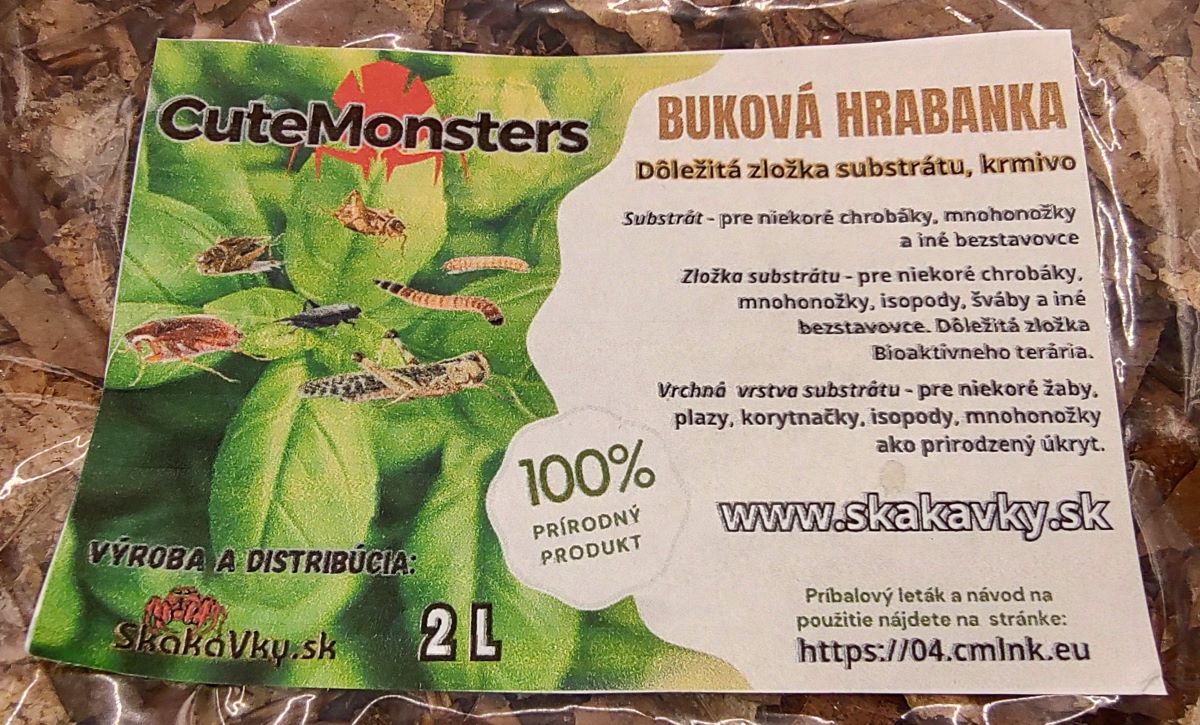 CuteMonsters
BUKOVÁ HRABANKA
Dôležitá zložka substrátu, krmivo
Substrát - pre niekoré chrobáky, mnohonožky
a iné bezstavovce
Zložka substrátu - pre niekoré chrobáky,
mnohonožky, isopody, šváby a iné
bezstavovce. Dôležitá zložka
Bioaktívneho terária.
Vrchná vrstva substrátu - pre niekoré žaby,
plazy, korytnačky, isopody, mnohonožky
ako prirodzený úkryt.
100%
PRÍRODNÝ
PRODUKT
www.skakavky.sk
VÝROBA A DISTRIBÚCIA:
SkákaVky.sk
2 L
Príbalový leták a návod na
použitie nájdete na stránke:
https://04.cmlnk.eu